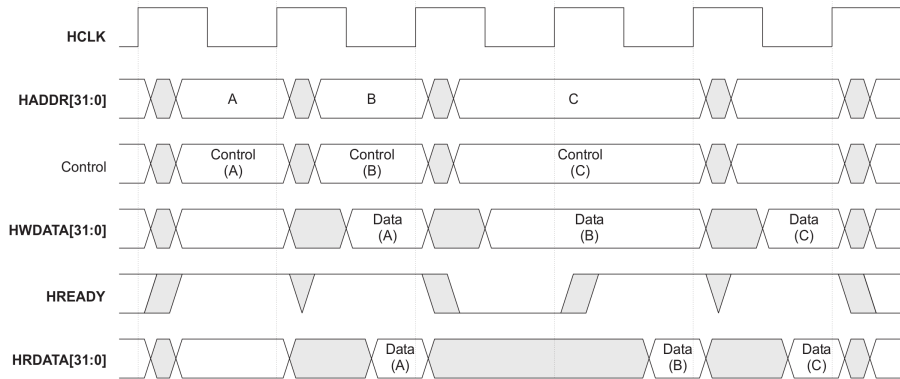 HCLK
HADDR[31:0]
A
B
C
Control
Control
(A)
Control
(B)
Control
(C)
HWDATA[31:0]
Data
(A)
Data
(B)
Data
(C)
HREADY
HRDATA[31:0]
Data
(A)
Data
(B)
Data
(C)